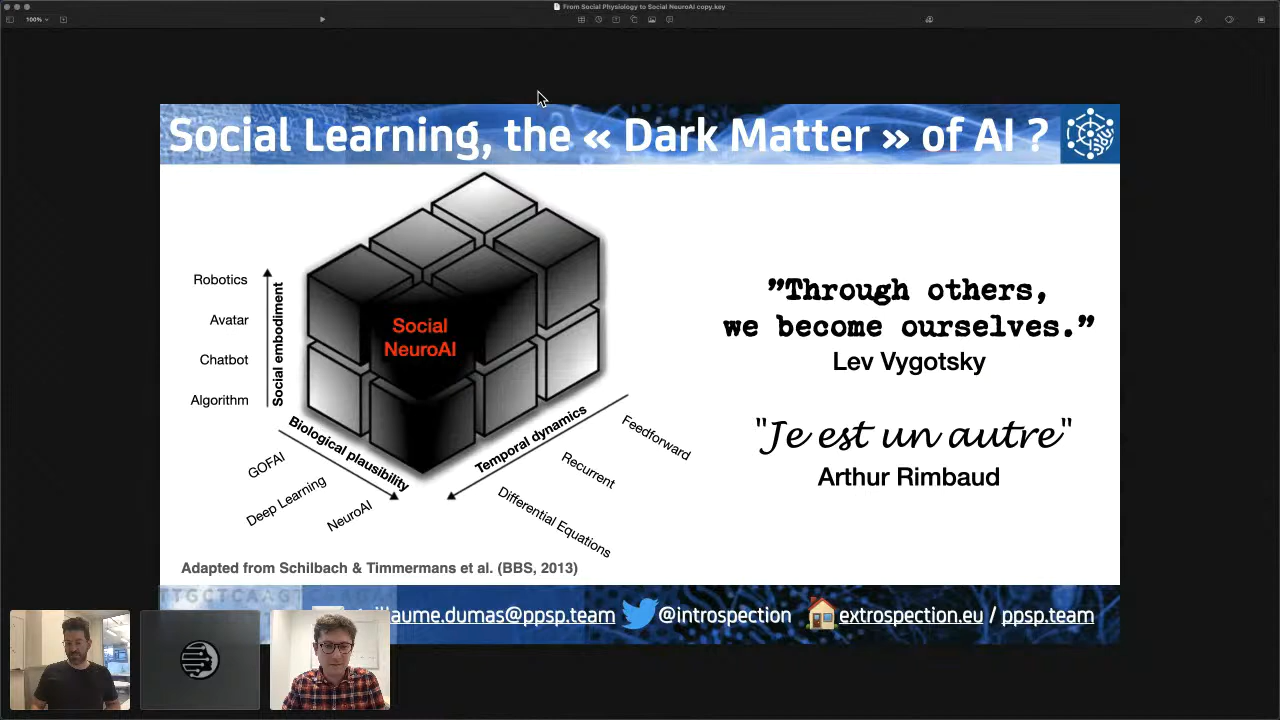 From Social Physiology to Social NeuroAI copy.key
100%
Social Learning, the « Dark Matter » of AI ?
Robotics
Avatar
Chatbot
Algorithm
Social embodiment
Social
NeuroAI
Biological plausibility
GOFAI
Deep Learning
NeuroAI
Temporal dynamics
Feedforward
Recurrent
Differential Equations
”Through others,
we become ourselves.”
Lev Vygotsky
"Je est un autre"
Arthur Rimbaud
Adapted from Schilbach & Timmermans et al. (BBS, 2013)
laume.dumas@ppsp.team @introspection extrospection.eu / ppsp.team